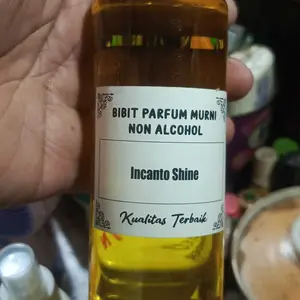 BIBIT PARFUM MURNI
NON ALCOHOL
Incanto Shine
Kualitas Terbaik